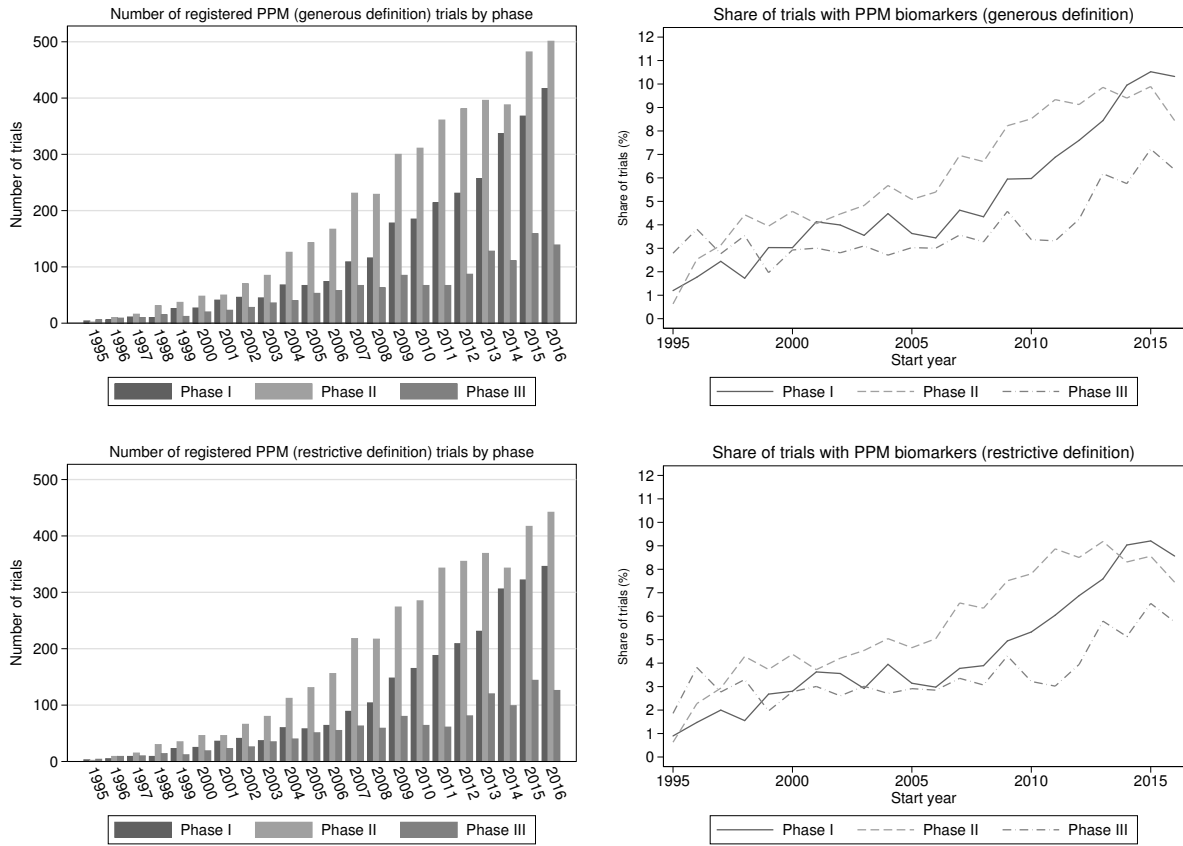 Number of registered PPM (generous definition) trials by phase
Number of trials
500
400
300
200
100
0
1995 1996 1997 1998 1999 2000 2001 2002 2003 2004 2005 2006 2007 2008 2009 2010 2011 2012 2013 2014 2015 2016
Phase I Phase II Phase III
Share of trials with PPM biomarkers (generous definition)
Share of trials (%)
12
11
10
9
8
7
6
5
4
3
2
1
0
1995 2000 2005 2010 2015
Start year
Phase I Phase II Phase III
Number of registered PPM (restrictive definition) trials by phase
Number of trials
500
400
300
200
100
0
1995 1996 1997 1998 1999 2000 2001 2002 2003 2004 2005 2006 2007 2008 2009 2010 2011 2012 2013 2014 2015 2016
Phase I Phase II Phase III
Share of trials with PPM biomarkers (restrictive definition)
Share of trials (%)
12
11
10
9
8
7
6
5
4
3
2
1
0
1995 2000 2005 2010 2015
Start year
Phase I Phase II Phase III